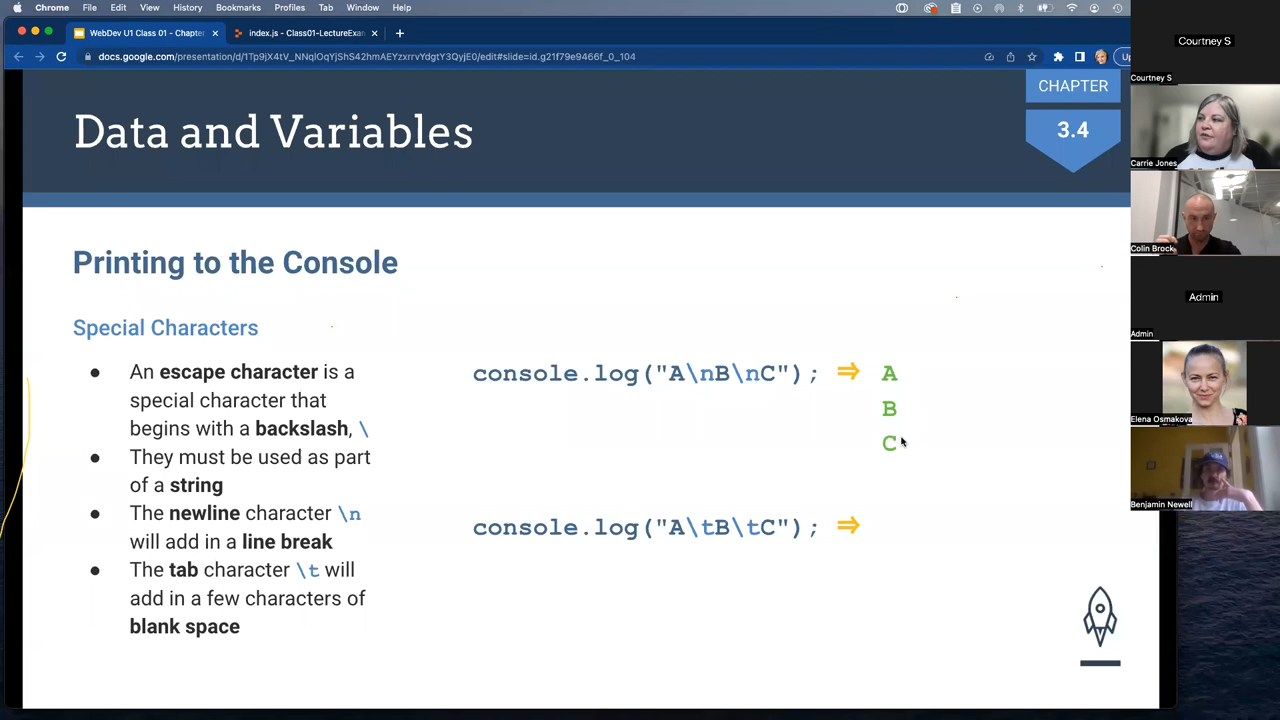 Chrome File Edit View History Bookmarks Profiles Tab Window Help
WebDev U1 Class 01 - Chapte
index.js - Class01-LectureExam
docs.google.com/presentation/d/1Tp9jX4tV_NNqlOqYjShS42hmAEYzxrrvYdgtY3QyjE0/edit#slide=id.g21f79e9466f_0_104
Data and Variables
CHAPTER
3.4
Printing to the Console
Special Characters
● An escape character is a
special character that
begins with a backslash, \
● They must be used as part
of a string
● The newline character \n
will add in a line break
● The tab character \t will
add in a few characters of
blank space
console.log("A\nB\nC"); ⇒ A
B
C
console.log("A\tB\tC"); ⇒
Courtney S
Courtney S
Carrie Jones
Colin Brock
Admin
Admin
Elena Osmakova
Benjamin Newell